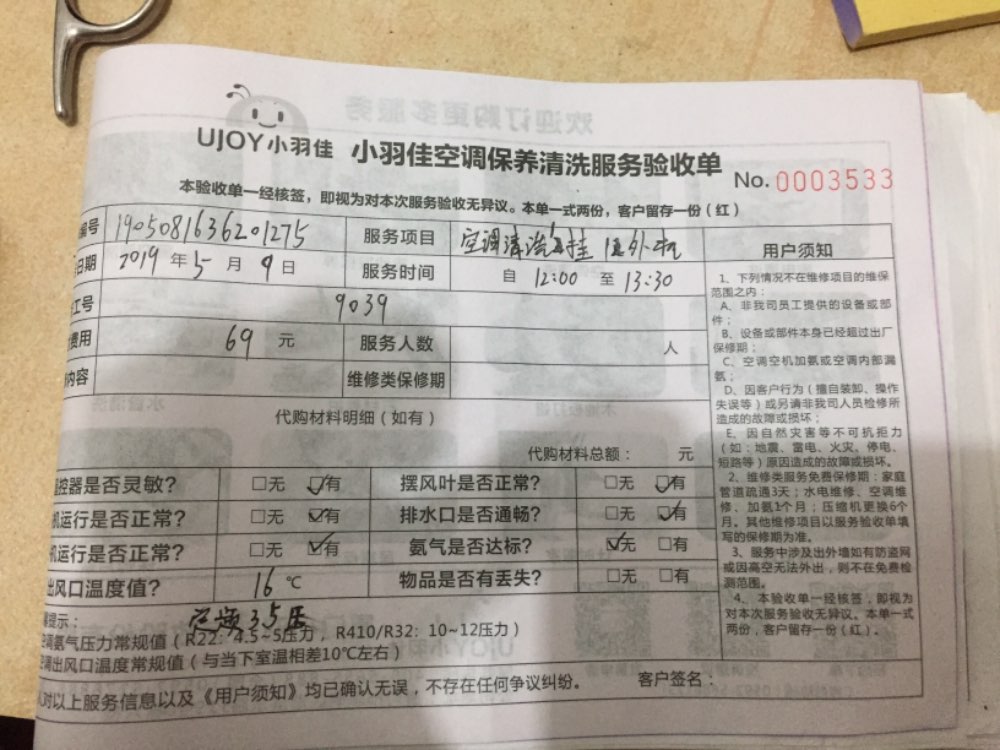 UJOY小羽佳 小羽佳空调保养清洗服务验收单 No. 0003533
本验收单一经核签，即视为对本次服务验收无异议。本单一式两份，客户留存一份（红）
编号 1905081636201275 服务项目 空调清洗 挂 外机
日期 2019 年 5 月 9 日 服务时间 自 12:00 至 13:30
工号 9039
费用 69 元 服务人数 人
内容 维修类保修期
代购材料明细（如有）
代购材料总额： 元
控器是否灵敏？ □无 □有 摆风叶是否正常？ □无 □有
机运行是否正常？ □无 □有 排水口是否通畅？ □无 □有
机运行是否正常？ □无 □有 氨气是否达标？ □无 □有
出风口温度值？ 16 ℃ 物品是否有丢失？ □无 □有
提示：
35压
调氨气压力常规值（R22：4.5~5压力，R410/R32：10~12压力）
调出风口温度常规值（与当下室温相差10℃左右）
对以上服务信息以及《用户须知》均已确认无误，不存在任何争议纠纷。 客户签名：
用户须知
1、下列情况不在维修项目的维保
范围之内：
A、非我司员工提供的设备或部
件；
B、设备或部件本身已经超过出厂
保修期；
C、空调空机加氨或空调内部漏
氨；
D、因客户行为（擅自装卸、操作
失误等）或另请非我司人员检修所
造成的故障或损坏；
E、因自然灾害等不可抗拒力
（如：地震、雷电、火灾、停电、
短路等）原因造成的故障或损坏。
2、维修类服务免费保修期：家庭
管道疏通3天；水电维修、空调维
修、加氨1个月；压缩机更换6个
月。其他维修项目以服务验收单填
写的保修期为准。
3、服务中涉及出外墙如有防盗网
或因高空无法外出，则不在免费检
测范围。
4、本验收单一经核签，即视为
对本次服务验收无异议。本单一式
两份，客户留存一份（红）。